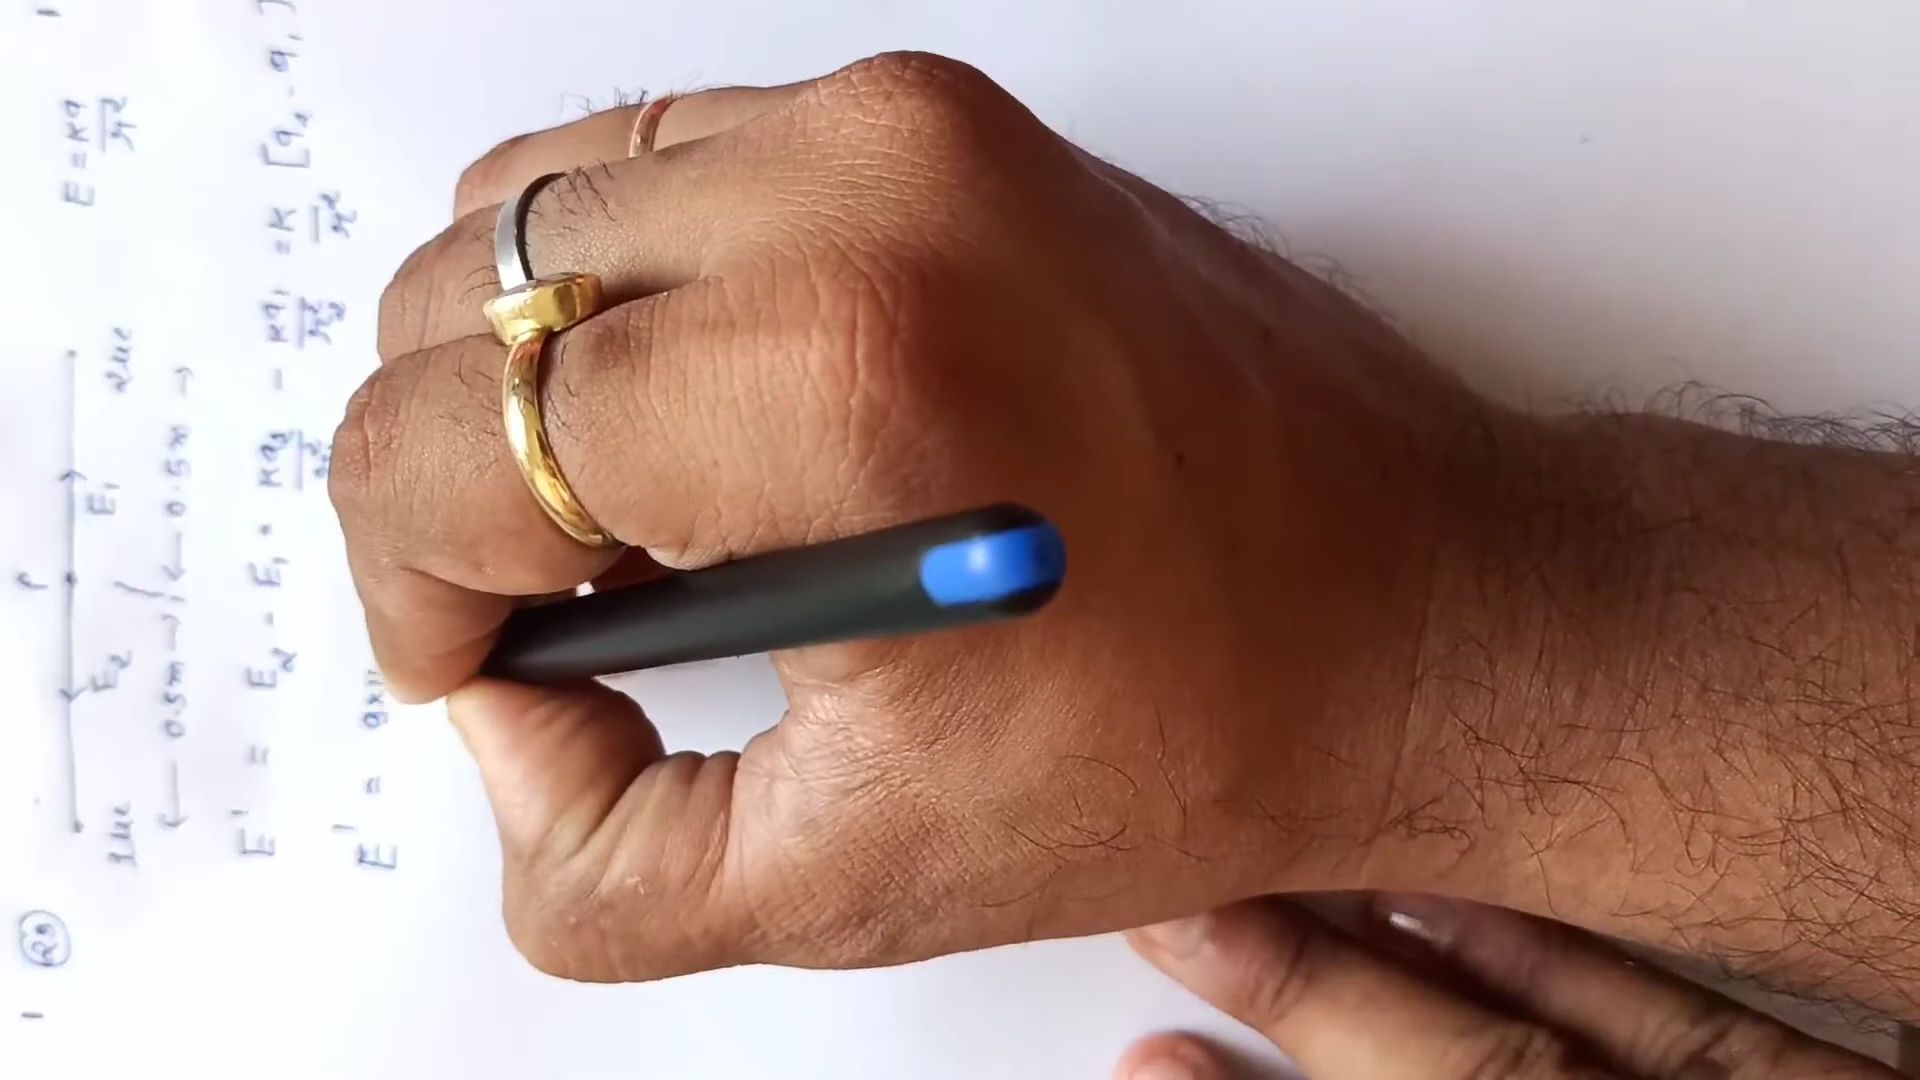 29
E = Kq/r²
P
E₂ E₁
1μc 2μc
← 0.5m → / ← 0.5m →
E' = E₂ - E₁ = Kq₂/r² - Kq₁/r² = K/r² [q₂ - q₁]
E' = 9x1